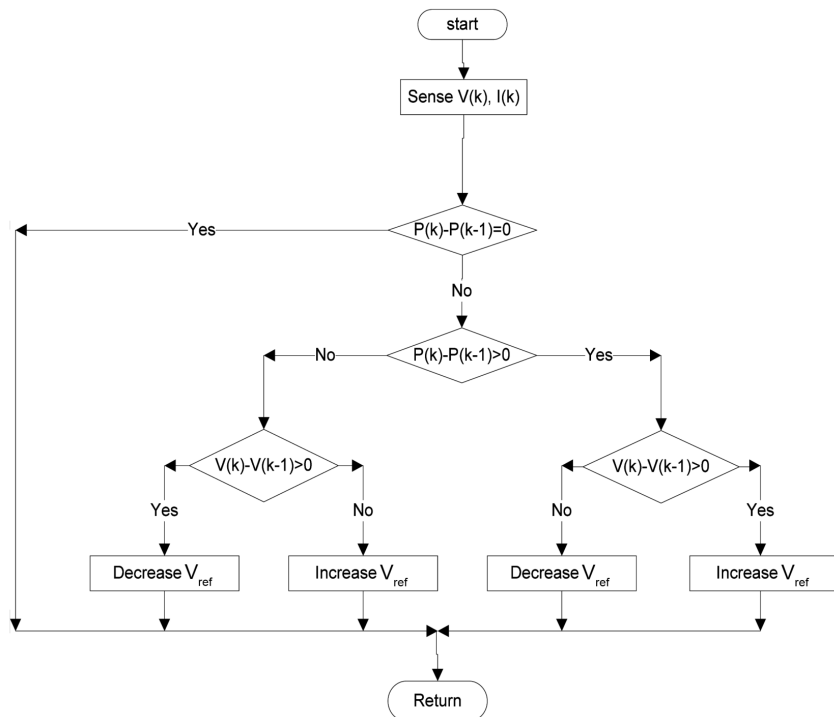 start
Sense V(k), I(k)
P(k)-P(k-1)=0
Yes
No
P(k)-P(k-1)>0
No
Yes
V(k)-V(k-1)>0
V(k)-V(k-1)>0
Yes
No
No
Yes
Decrease Vref
Increase Vref
Decrease Vref
Increase Vref
Return